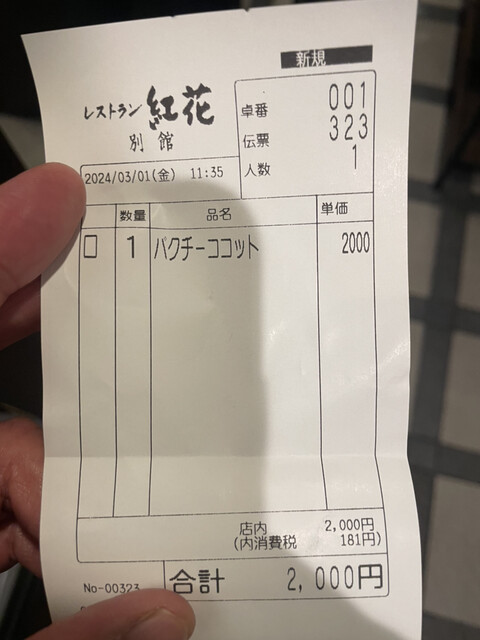 新規
レストラン 紅花
別館
卓番 001
伝票 323
人数 1
2024/03/01(金) 11:35
数量 品名 単価
□ 1 パクチーココット 2000
店内 2,000円
(内消費税 181円)
No-00323 合計 2,000円